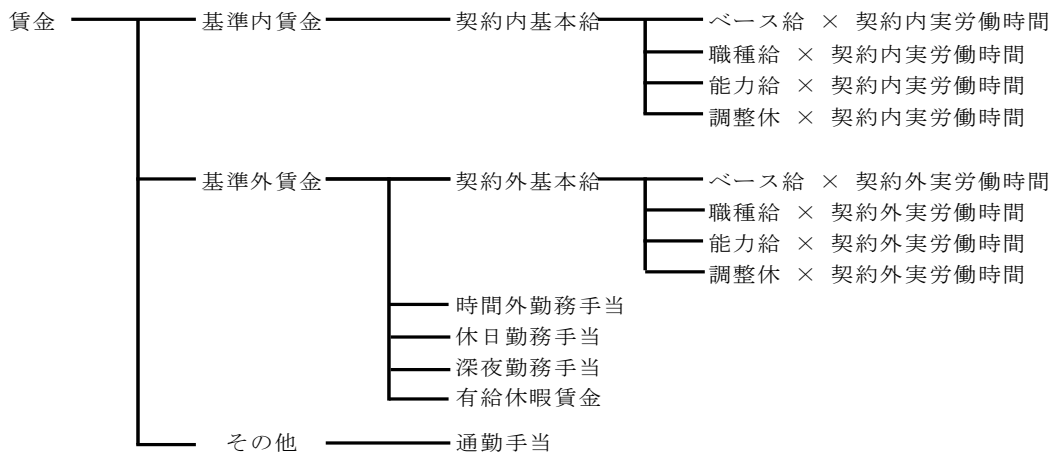 賃金 基準内賃金 契約内基本給 ベース給 × 契約内実労働時間
職種給 × 契約内実労働時間
能力給 × 契約内実労働時間
調整休 × 契約内実労働時間
基準外賃金 契約外基本給 ベース給 × 契約外実労働時間
職種給 × 契約外実労働時間
能力給 × 契約外実労働時間
調整休 × 契約外実労働時間
時間外勤務手当
休日勤務手当
深夜勤務手当
有給休暇賃金
その他 通勤手当